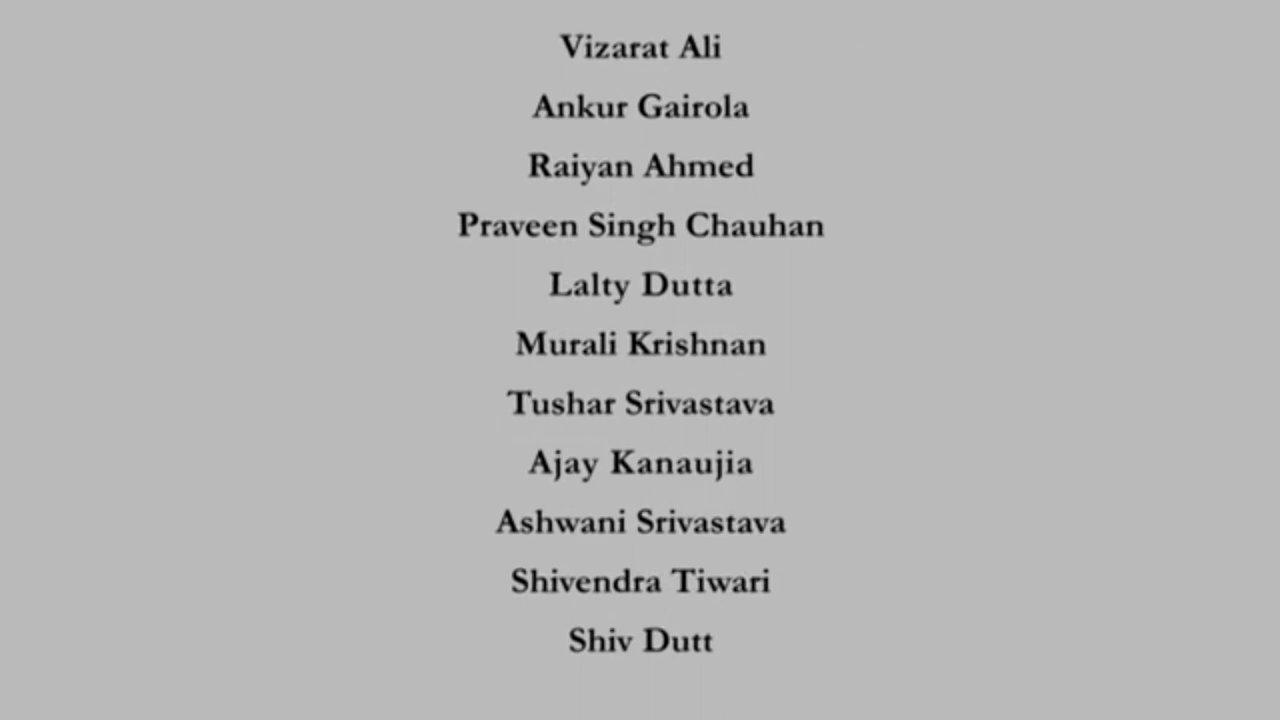 Vizarat Ali
Ankur Gairola
Raiyan Ahmed
Praveen Singh Chauhan
Lalty Dutta
Murali Krishnan
Tushar Srivastava
Ajay Kanaujia
Ashwani Srivastava
Shivendra Tiwari
Shiv Dutt